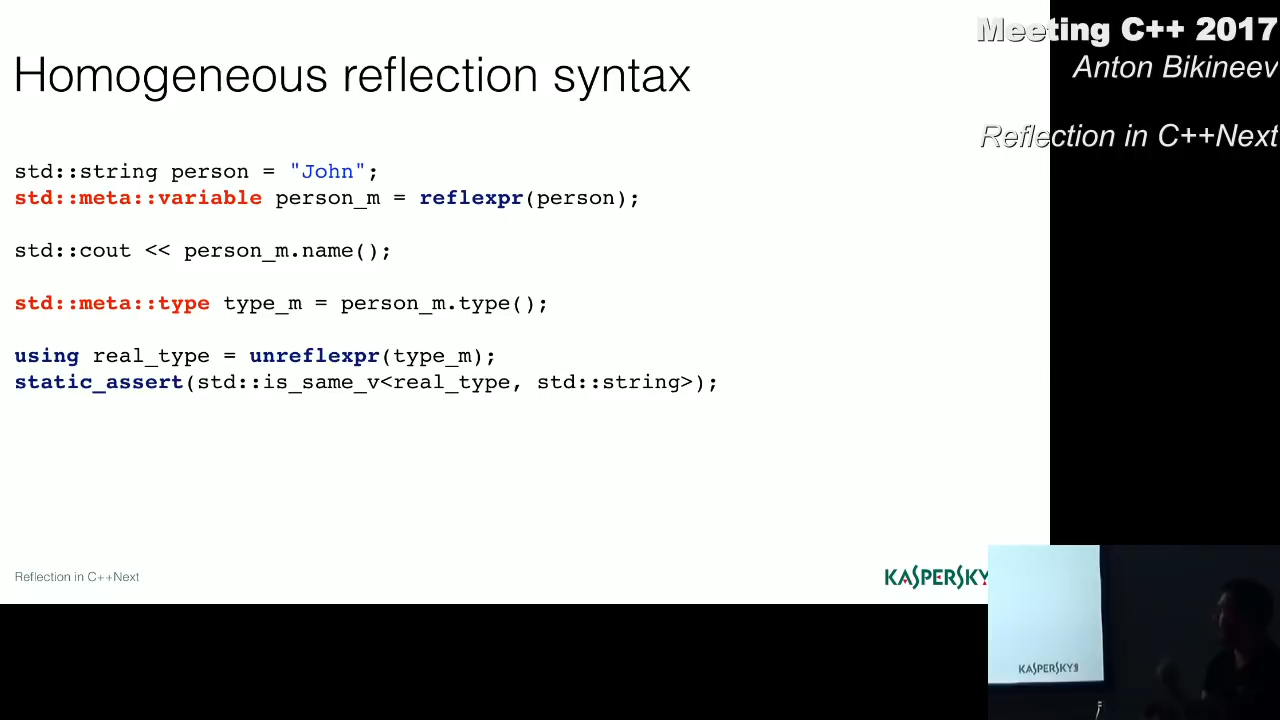 Meeting C++ 2017
Anton Bikineev
Reflection in C++Next
Homogeneous reflection syntax
std::string person = "John";
std::meta::variable person_m = reflexpr(person);
std::cout << person_m.name();
std::meta::type type_m = person_m.type();
using real_type = unreflexpr(type_m);
static_assert(std::is_same_v<real_type, std::string>);
Reflection in C++Next
KASPERSKY
KASPERSKY